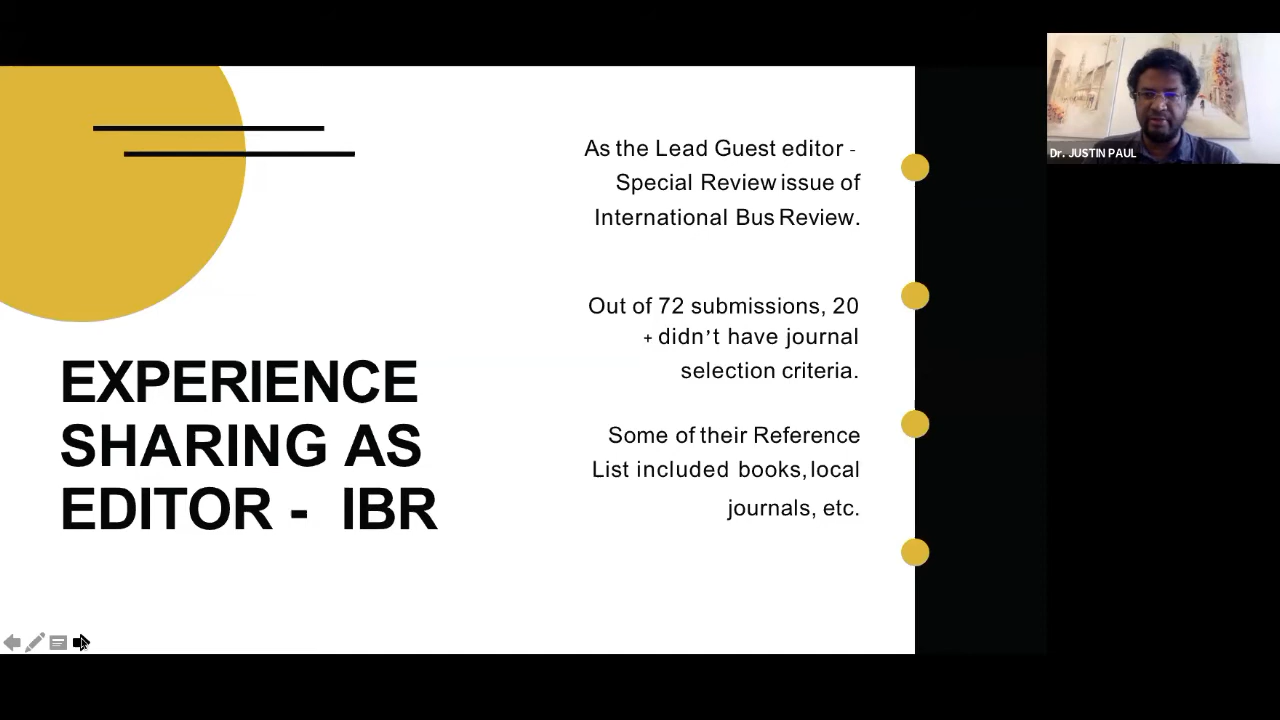 As the Lead Guest editor -
Special Review issue of
International Bus Review.
Out of 72 submissions, 20
+ didn't have journal
selection criteria.
Some of their Reference
List included books, local
journals, etc.
EXPERIENCE
SHARING AS
EDITOR - IBR
Dr. JUSTIN PAUL